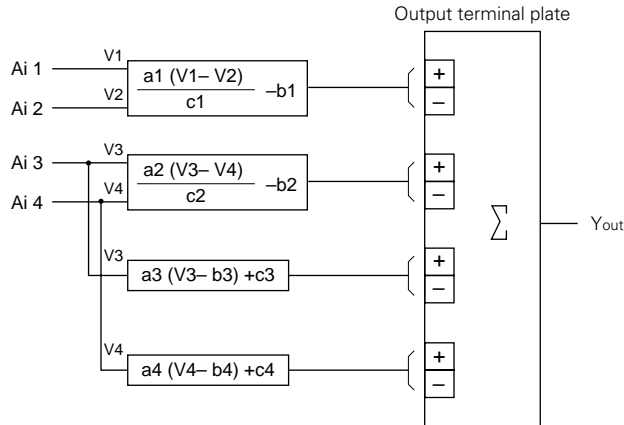 Output terminal plate
V1
Ai 1
a1 (V1– V2)
c1
–b1
V2
Ai 2
+
–
V3
Ai 3
a2 (V3– V4)
c2
–b2
V4
Ai 4
+
–
Σ
Yout
V3
a3 (V3– b3) +c3
+
–
V4
a4 (V4– b4) +c4
+
–